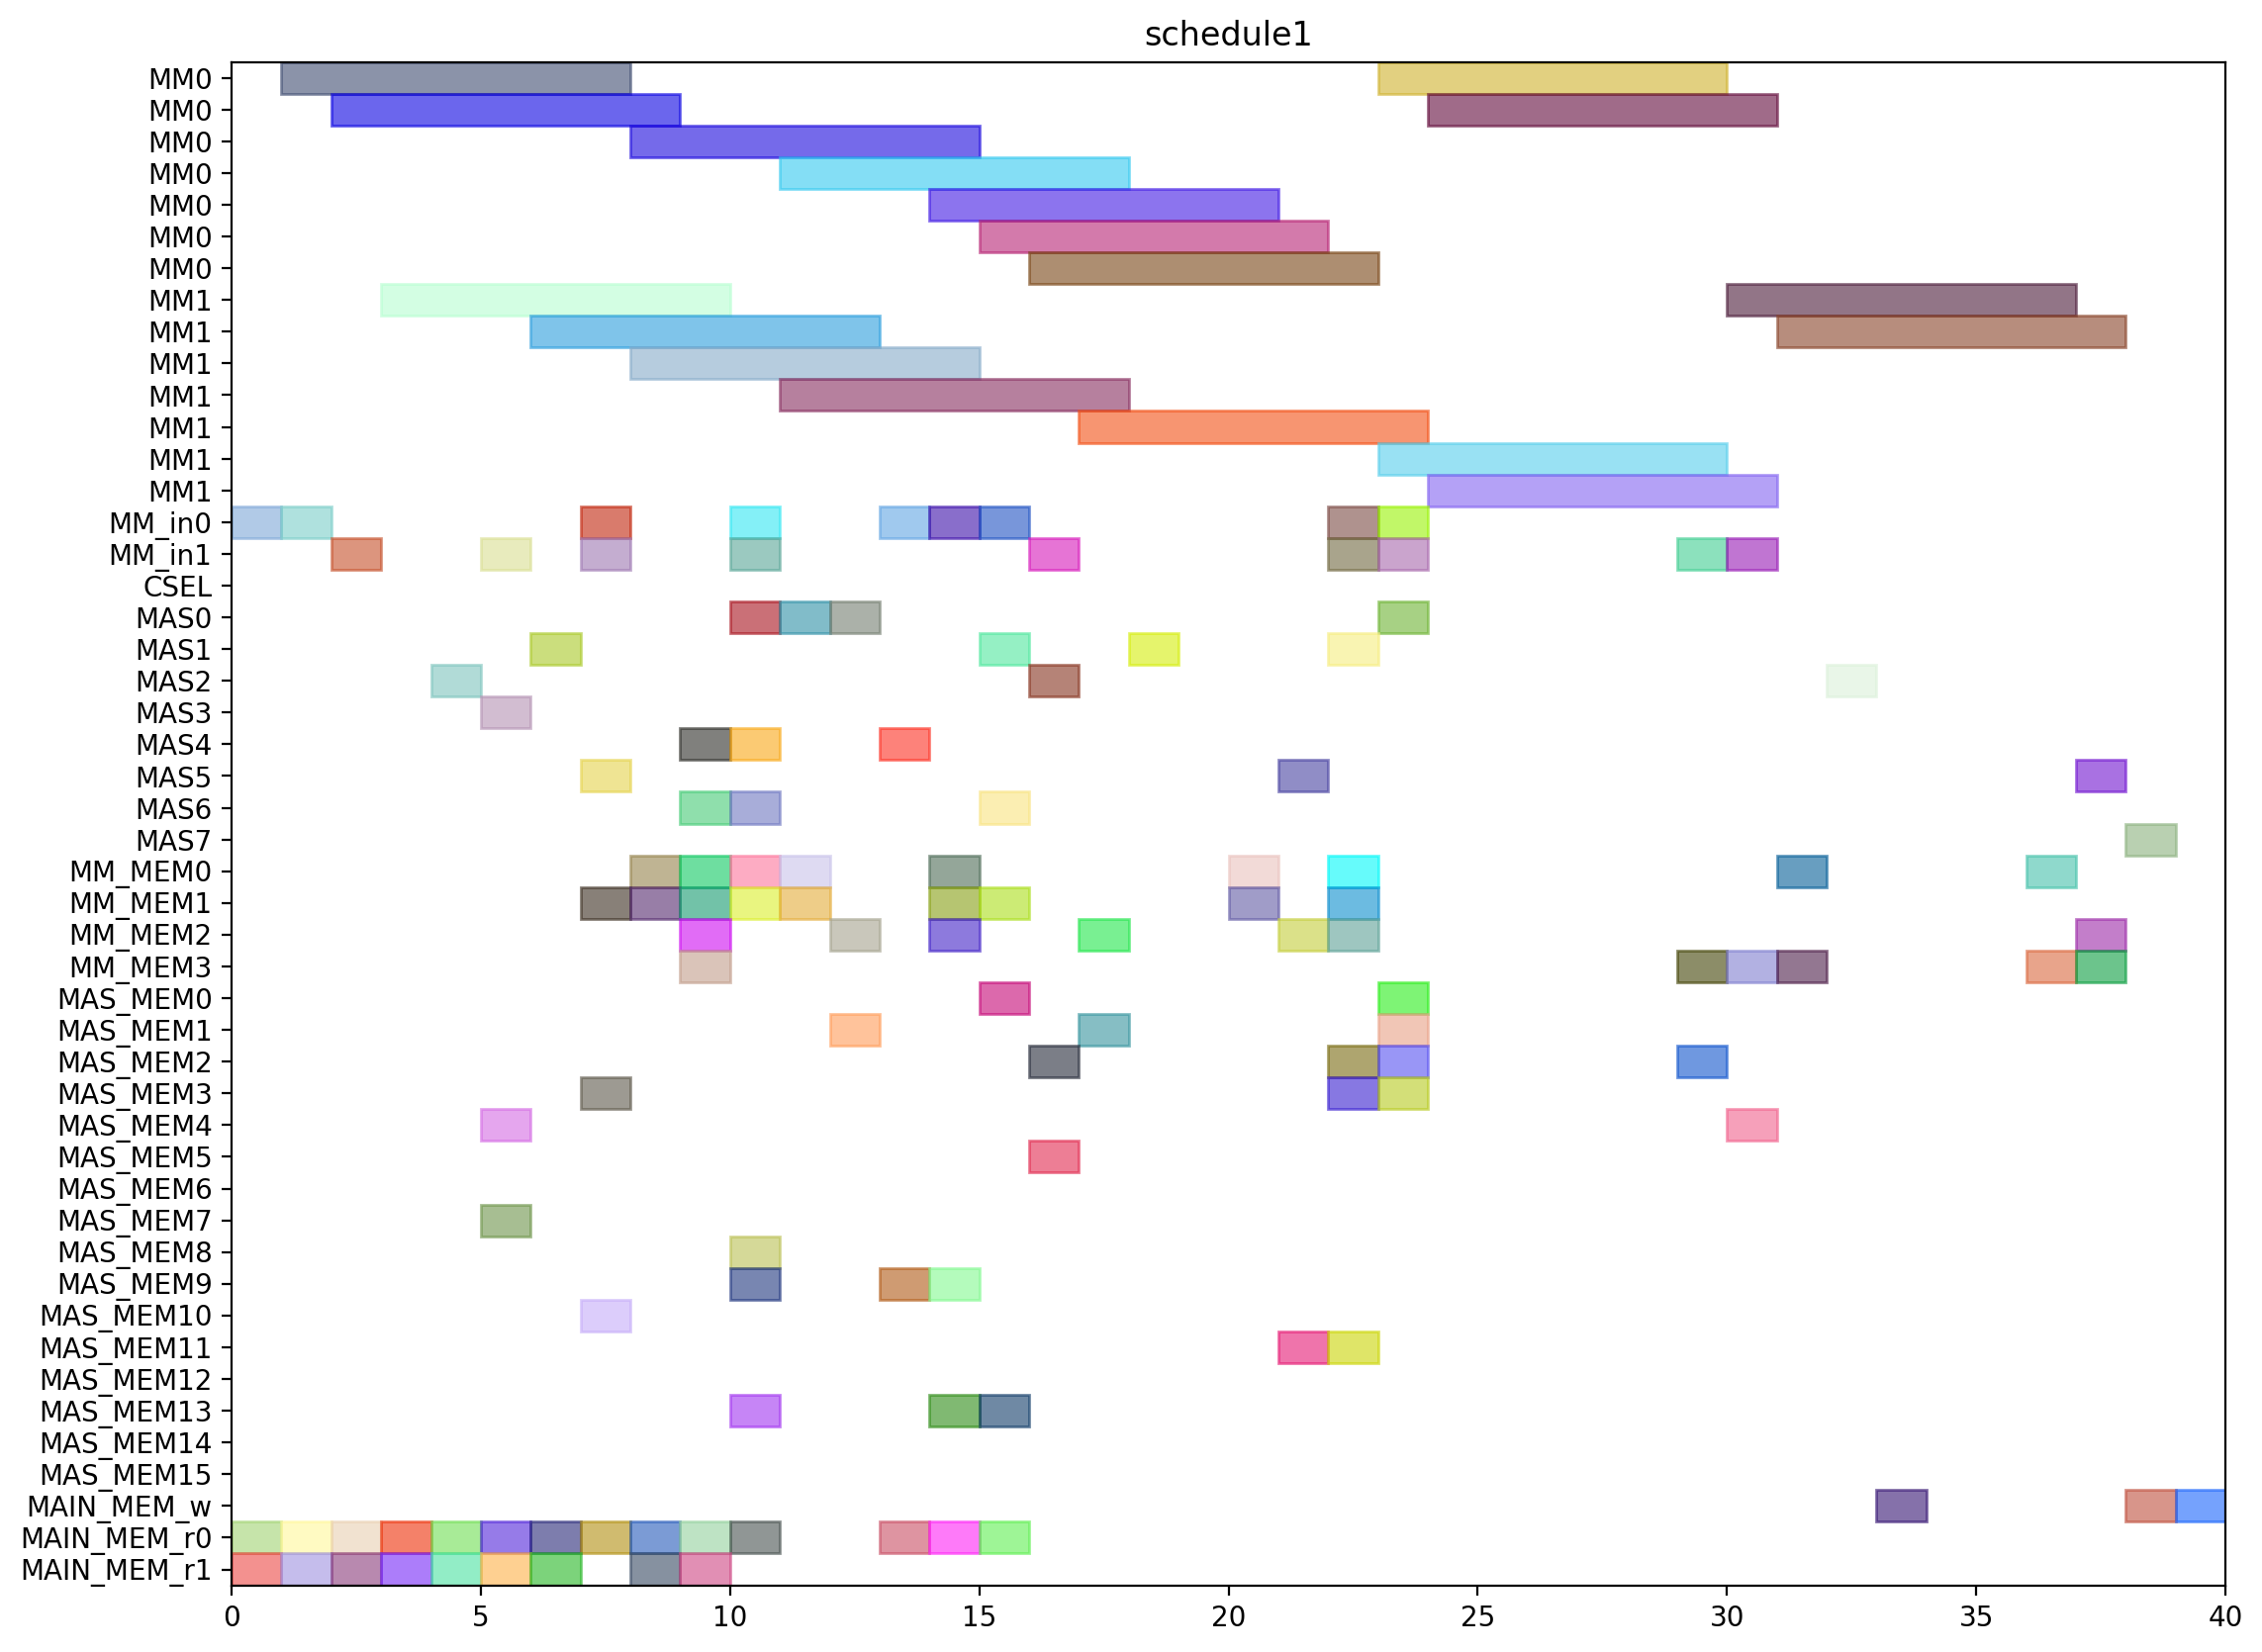 schedule1
MM0
MM0
MM0
MM0
MM0
MM0
MM0
MM1
MM1
MM1
MM1
MM1
MM1
MM1
MM_in0
MM_in1
CSEL
MAS0
MAS1
MAS2
MAS3
MAS4
MAS5
MAS6
MAS7
MM_MEM0
MM_MEM1
MM_MEM2
MM_MEM3
MAS_MEM0
MAS_MEM1
MAS_MEM2
MAS_MEM3
MAS_MEM4
MAS_MEM5
MAS_MEM6
MAS_MEM7
MAS_MEM8
MAS_MEM9
MAS_MEM10
MAS_MEM11
MAS_MEM12
MAS_MEM13
MAS_MEM14
MAS_MEM15
MAIN_MEM_w
MAIN_MEM_r0
MAIN_MEM_r1
0 5 10 15 20 25 30 35 40